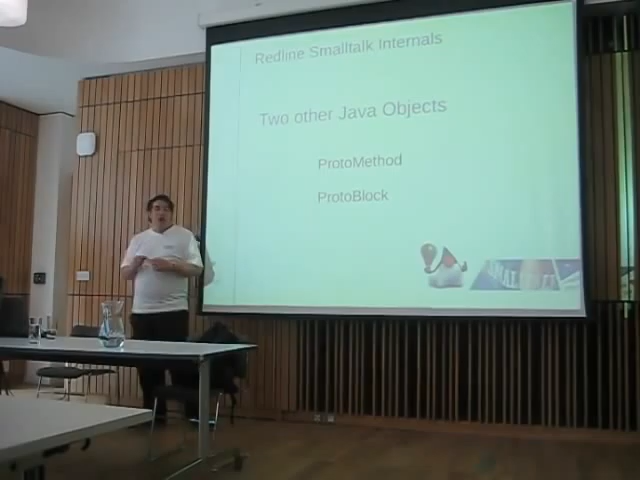 Redline Smalltalk Internals
Two other Java Objects
ProtoMethod
ProtoBlock